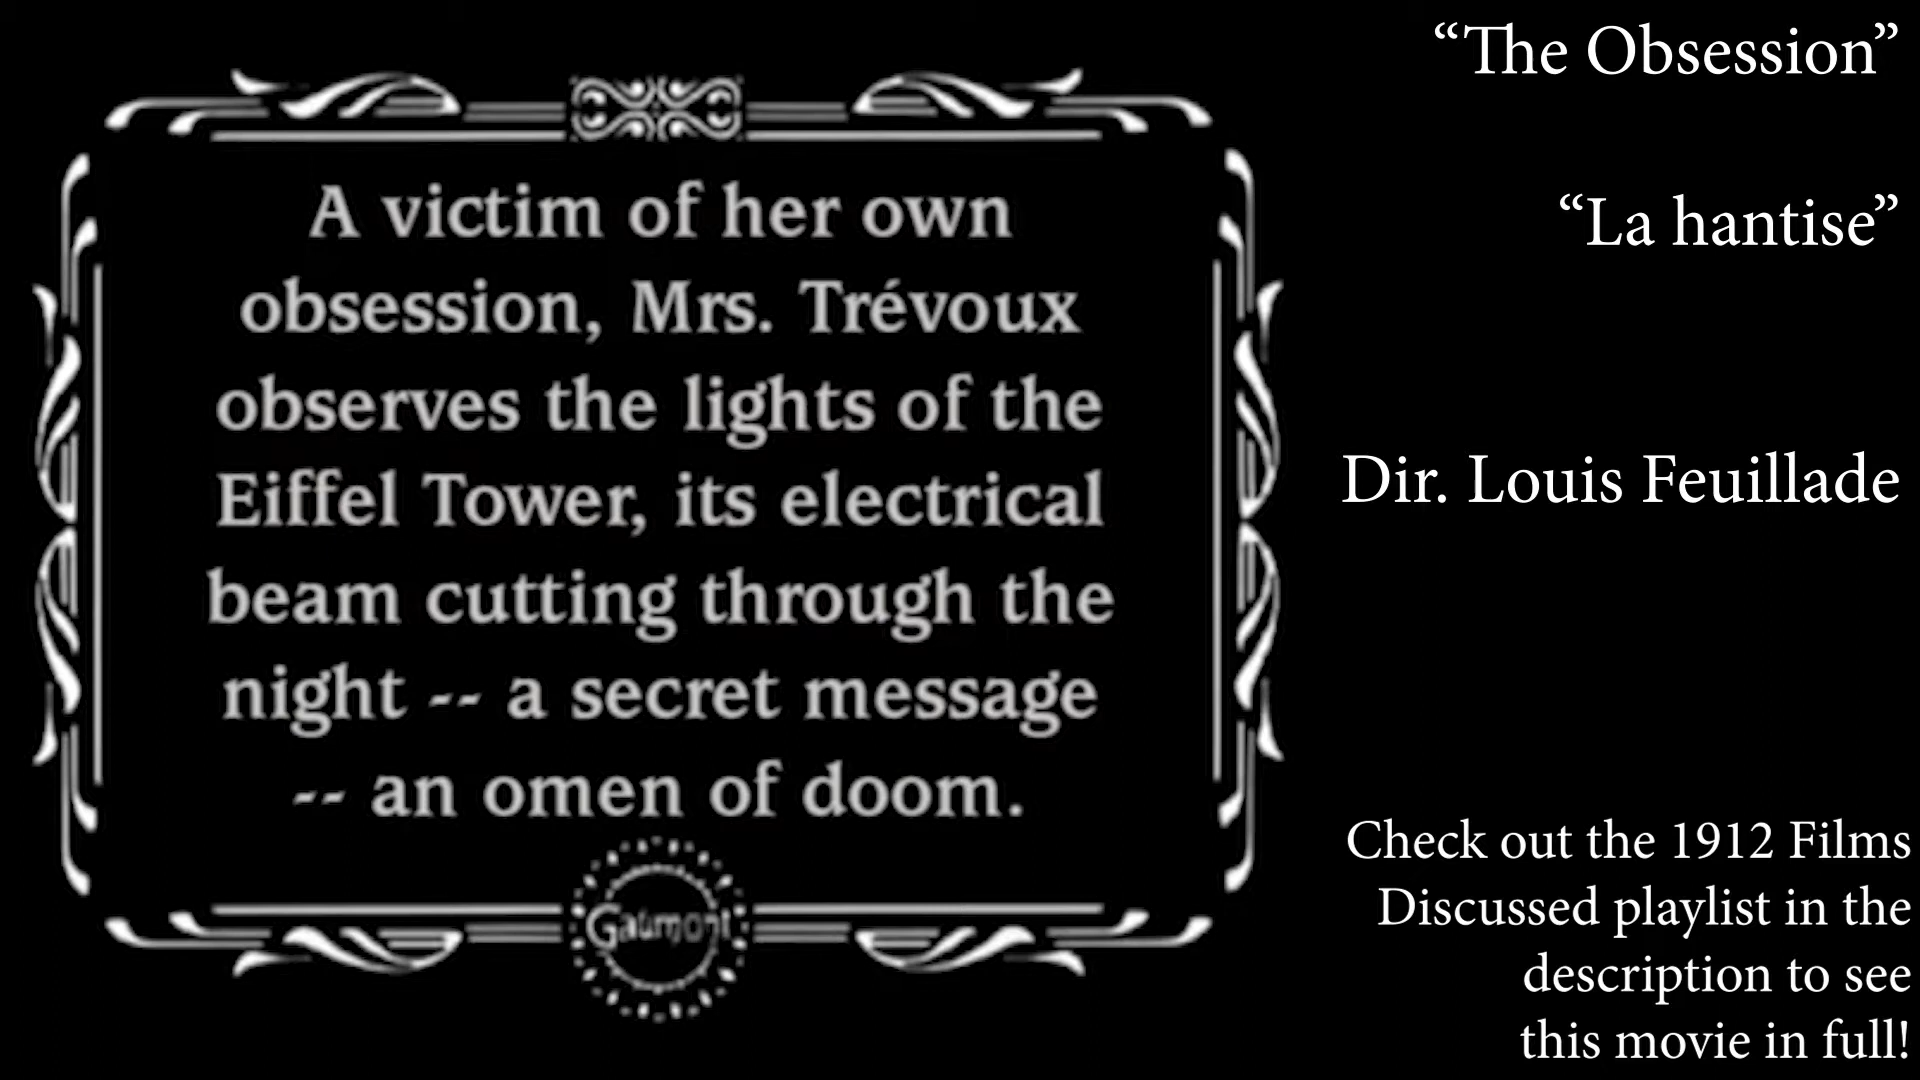 A victim of her own
obsession, Mrs. Trévoux
observes the lights of the
Eiffel Tower, its electrical
beam cutting through the
night -- a secret message
-- an omen of doom.
Gaumont
“The Obsession”
“La hantise”
Dir. Louis Feuillade
Check out the 1912 Films
Discussed playlist in the
description to see
this movie in full!